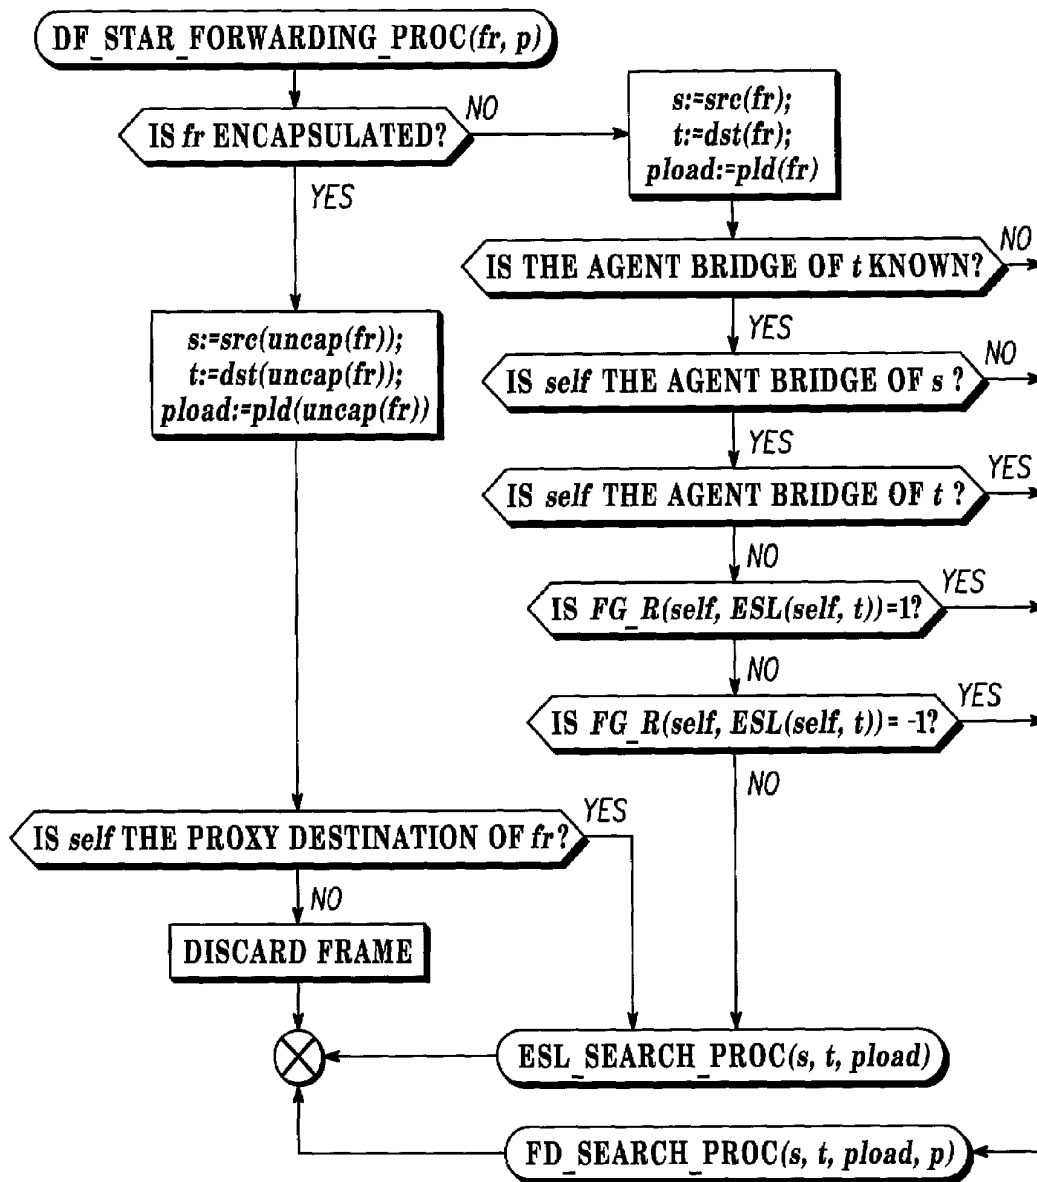 DF_STAR_FORWARDING_PROC(fr, p)
IS fr ENCAPSULATED?
NO
YES
s:=src(fr);
t:=dst(fr);
pload:=pld(fr)
IS THE AGENT BRIDGE OF t KNOWN?
NO
YES
s:=src(uncap(fr));
t:=dst(uncap(fr));
pload:=pld(uncap(fr))
IS self THE AGENT BRIDGE OF s ?
NO
YES
IS self THE AGENT BRIDGE OF t ?
YES
NO
IS FG_R(self, ESL(self, t))=1?
YES
NO
IS FG_R(self, ESL(self, t))= -1?
YES
NO
IS self THE PROXY DESTINATION OF fr?
YES
NO
DISCARD FRAME
ESL_SEARCH_PROC(s, t, pload)
FD_SEARCH_PROC(s, t, pload, p)